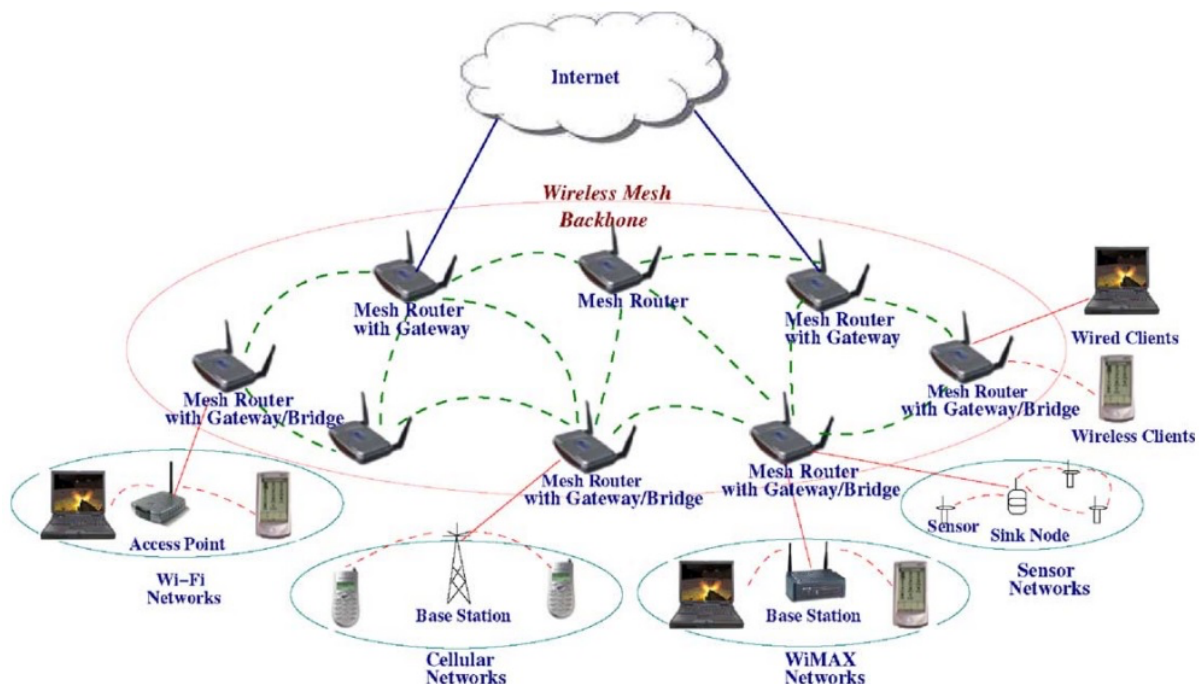 Internet
Wireless Mesh
Backhone
Mesh Router
with Gateway
Mesh Router
Mesh Router
with Gateway
Wired Clients
Mesh Router
with Gateway/Bridge
Mesh Router
with Gateway/Bridge
Wireless Clients
Mesh Router
with Gateway/Bridge
Mesh Router
with Gateway/Bridge
Access Point
Wi-Fi
Networks
Sensor
Sink Node
Sensor
Networks
Base Station
Cellular
Networks
Base Station
WiMAX
Networks